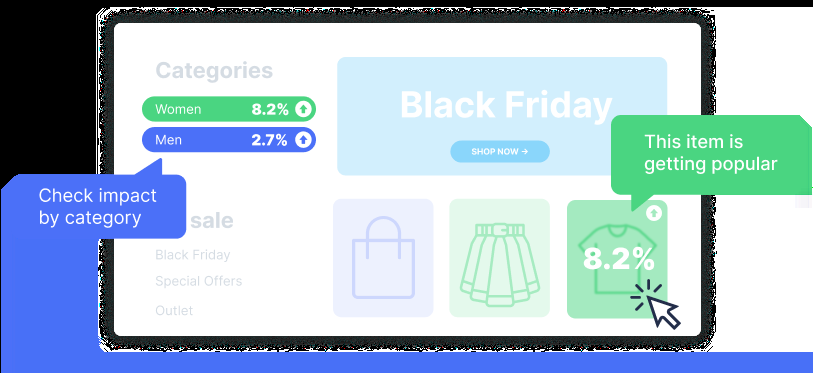 Categories
Women 8.2%
Men 2.7%
Check impact
by category
sale
Black Friday
Special Offers
Outlet
Black Friday
SHOP NOW →
This item is
getting popular
8.2%